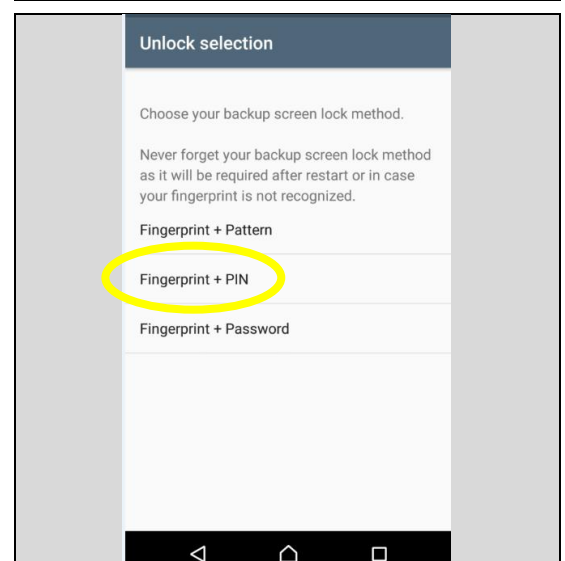 Unlock selection
Choose your backup screen lock method.
Never forget your backup screen lock method
as it will be required after restart or in case
your fingerprint is not recognized.
Fingerprint + Pattern
Fingerprint + PIN
Fingerprint + Password